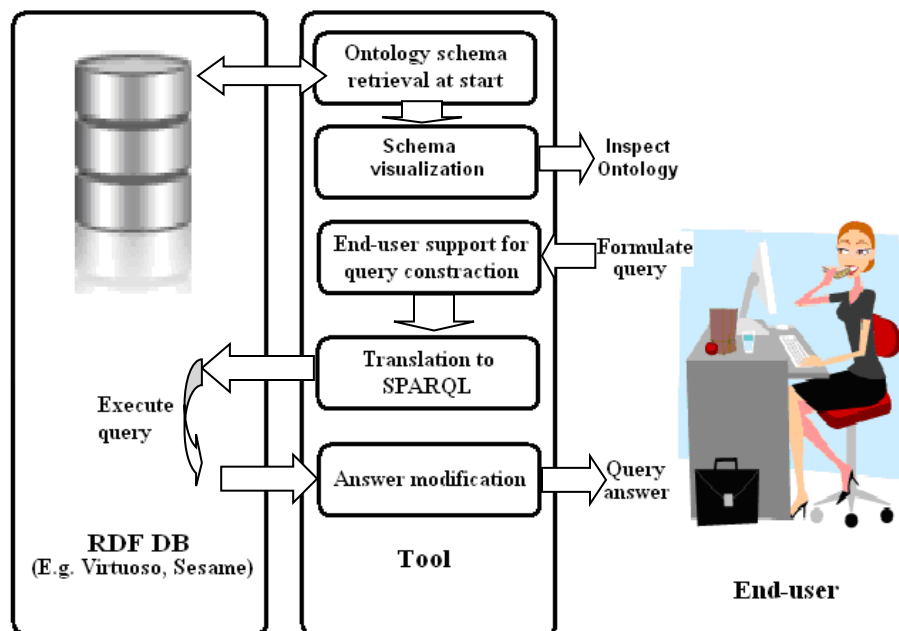 Ontology schema
retrieval at start
Schema
visualization
Inspect
Ontology
End-user support for
query constraction
Formulate
query
Translation to
SPARQL
Execute
query
Answer modification
Query
answer
RDF DB
(E.g. Virtuoso, Sesame)
Tool
End-user